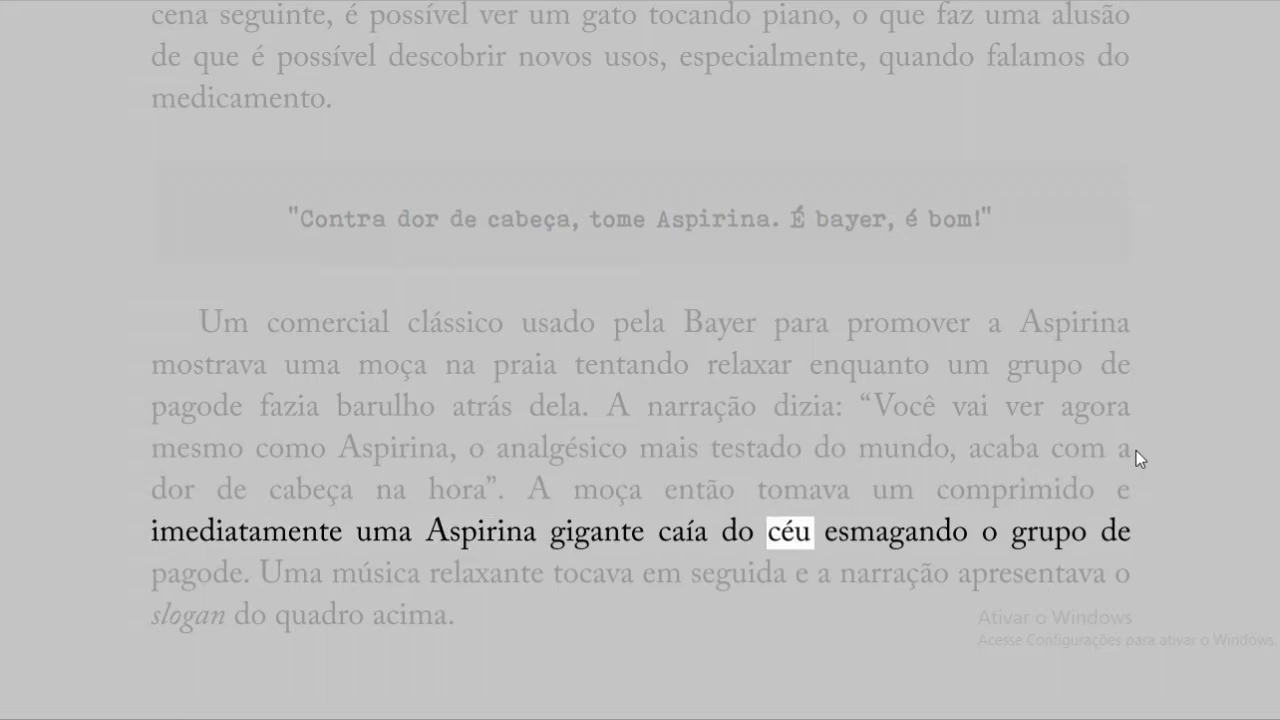 cena seguinte, é possível ver um gato tocando piano, o que faz uma alusão
de que é possível descobrir novos usos, especialmente, quando falamos do
medicamento.
"Contra dor de cabeça, tome Aspirina. É bayer, é bom!"
Um comercial clássico usado pela Bayer para promover a Aspirina
mostrava uma moça na praia tentando relaxar enquanto um grupo de
pagode fazia barulho atrás dela. A narração dizia: “Você vai ver agora
mesmo como Aspirina, o analgésico mais testado do mundo, acaba com a
dor de cabeça na hora”. A moça então tomava um comprimido e
imediatamente uma Aspirina gigante caía do céu esmagando o grupo de
pagode. Uma música relaxante tocava em seguida e a narração apresentava o
slogan do quadro acima.
Ativar o Windows
Acesse Configurações para ativar o Windows.